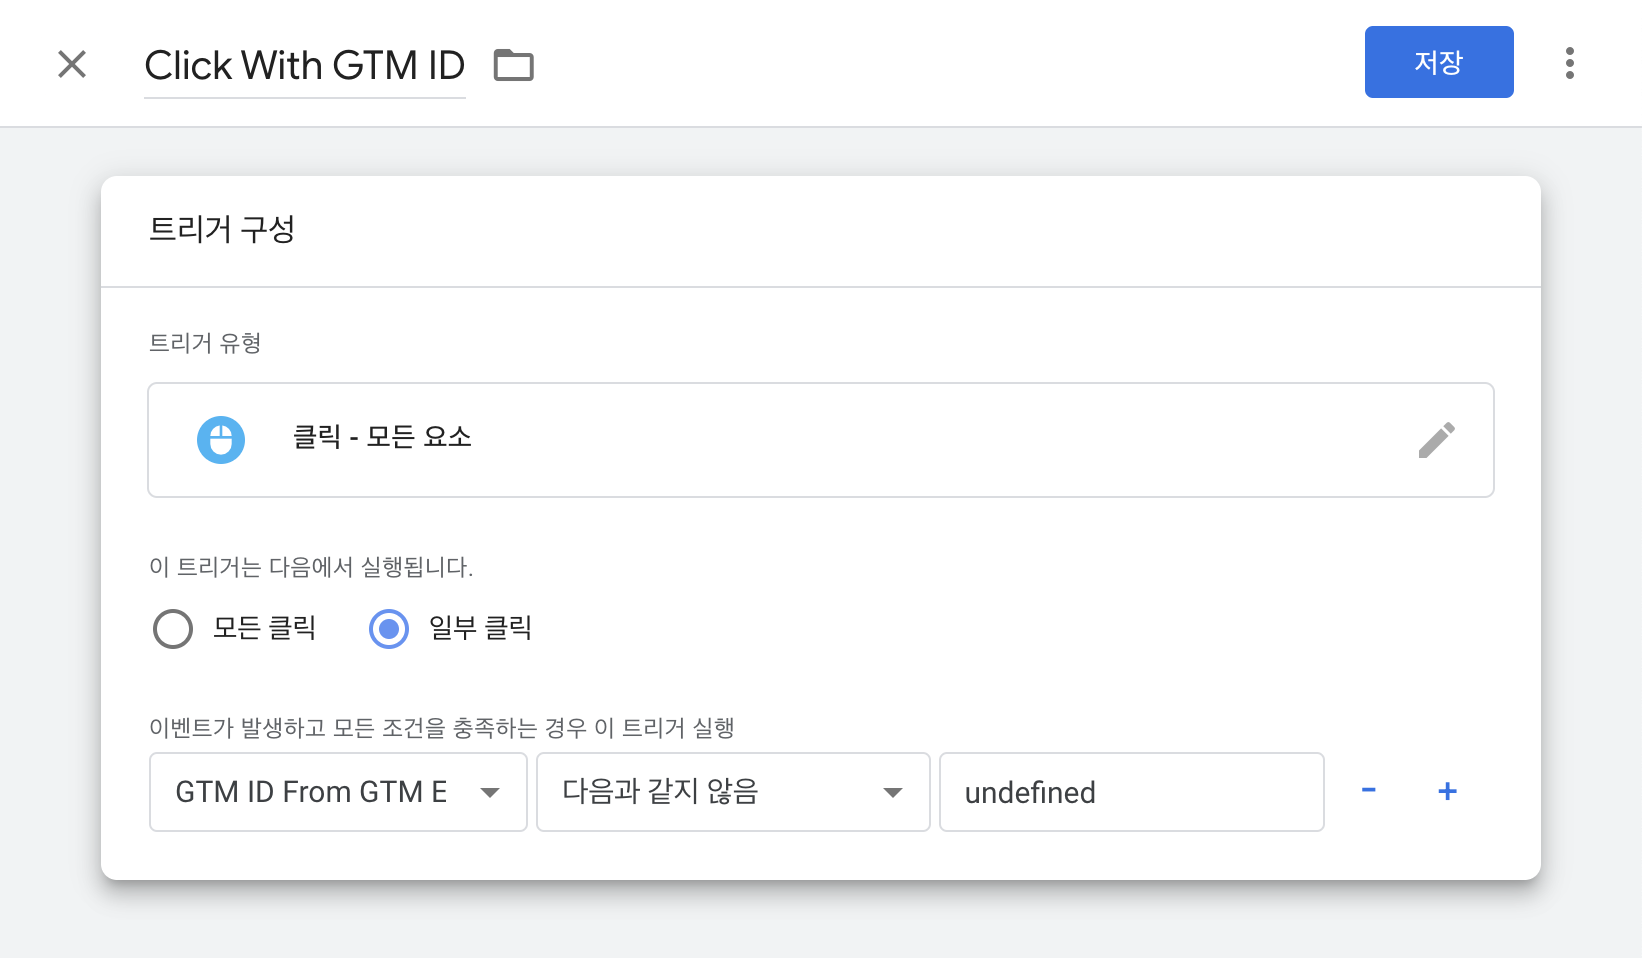 Click With GTM ID
저장
트리거 구성
트리거 유형
클릭 - 모든 요소
이 트리거는 다음에서 실행됩니다.
모든 클릭 일부 클릭
이벤트가 발생하고 모든 조건을 충족하는 경우 이 트리거 실행
GTM ID From GTM E 다음과 같지 않음 undefined - +